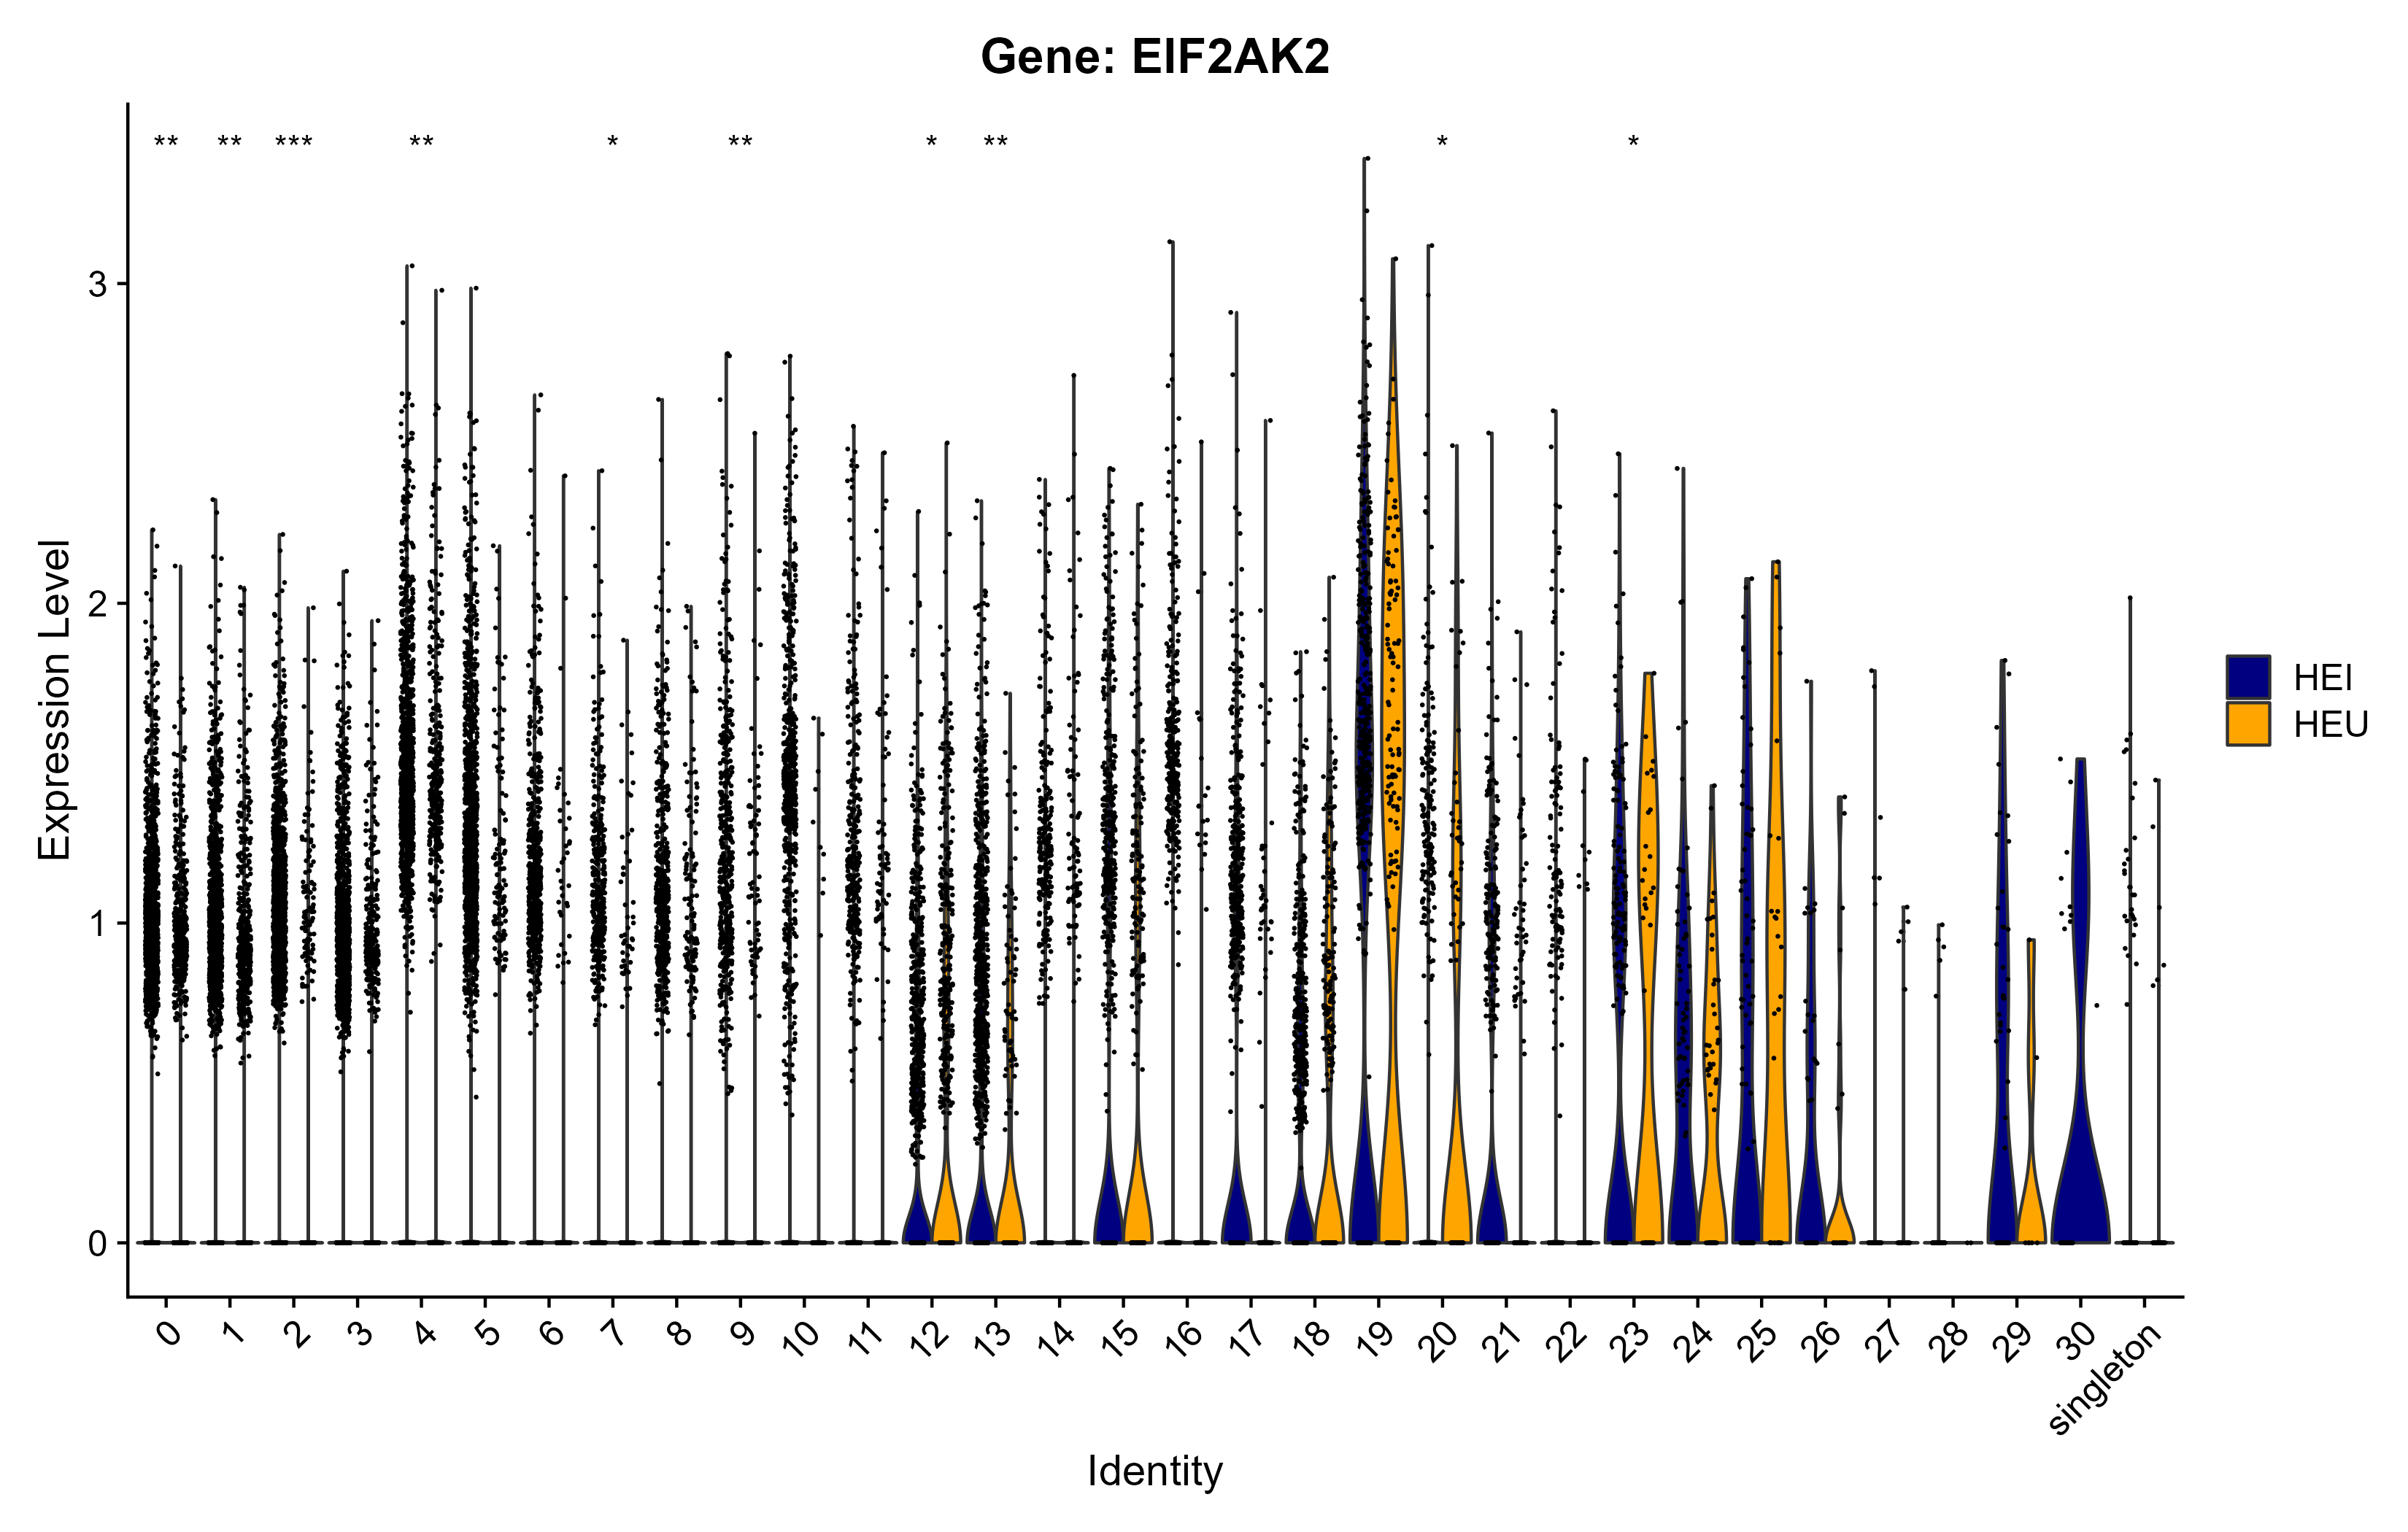 Gene: EIF2AK2
** ** *** ** * ** * ** * *
Expression Level
3
2
1
0
HEI
HEU
0 1 2 3 4 5 6 7 8 9 10 11 12 13 14 15 16 17 18 19 20 21 22 23 24 25 26 27 28 29 30 singleton
Identity